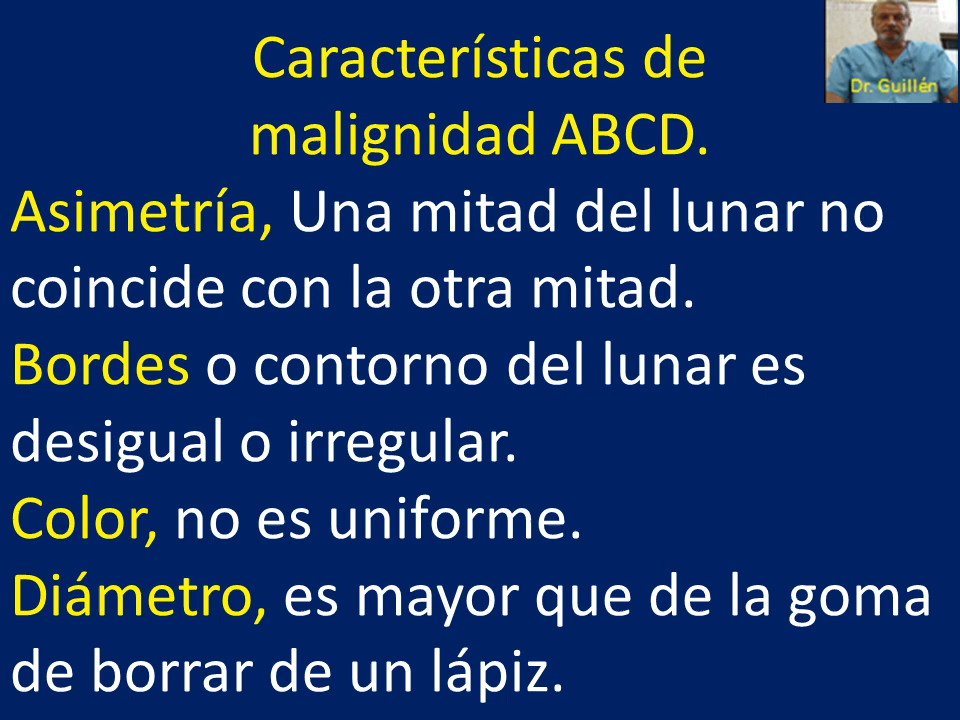 Características de
malignidad ABCD.
Dr. Guillén
Asimetría, Una mitad del lunar no
coincide con la otra mitad.
Bordes o contorno del lunar es
desigual o irregular.
Color, no es uniforme.
Diámetro, es mayor que de la goma
de borrar de un lápiz.